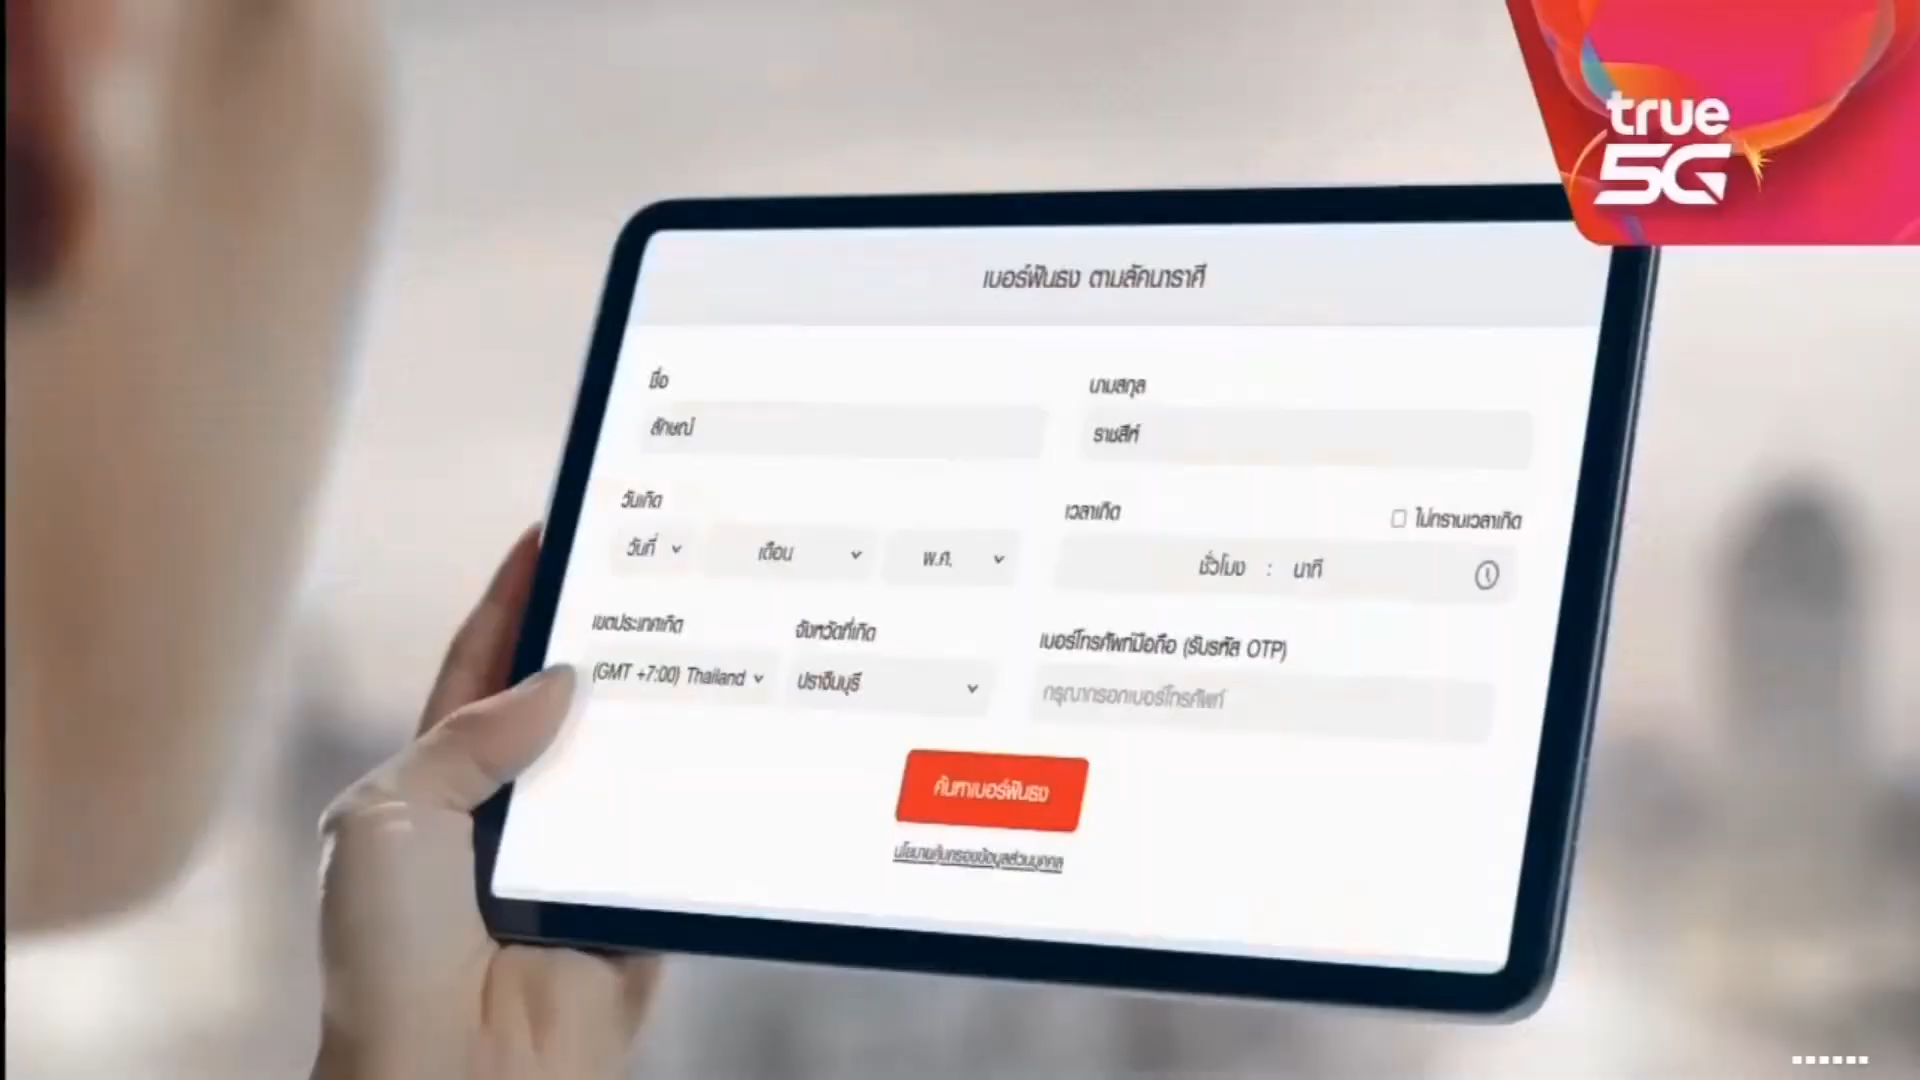 true
5G
เบอร์ฟันธง ตามลัคนาราศี
ชื่อ
นามสกุล
ลักษณ์
ราชสีห์
วันเกิด
เวลาเกิด
ไม่ทราบเวลาเกิด
วันที่
เดือน
พ.ศ.
ชั่วโมง : นาที
เขตประเทศเกิด
จังหวัดที่เกิด
เบอร์โทรศัพท์มือถือ (รับรหัส OTP)
(GMT +7:00) Thailand
ปราจีนบุรี
กรุณากรอกเบอร์โทรศัพท์
ค้นหาเบอร์ฟันธง
นโยบายคุ้มครองข้อมูลส่วนบุคคล